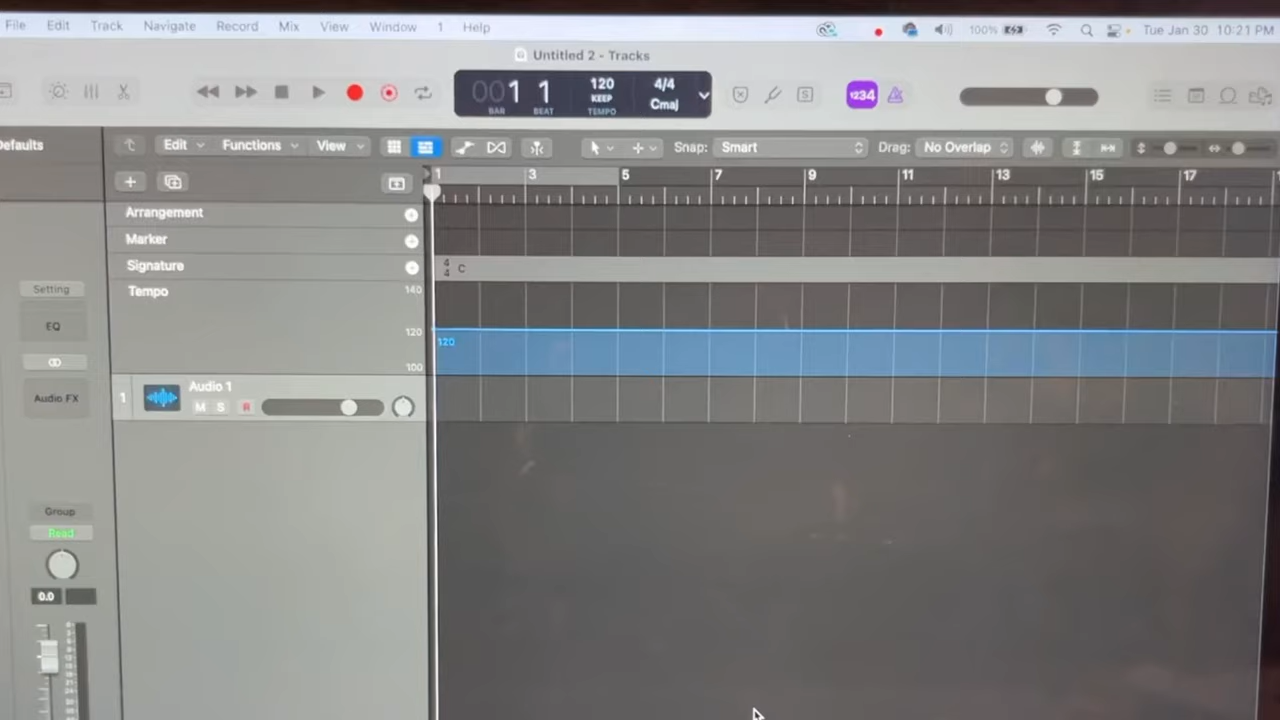 File Edit Track Navigate Record Mix View Window 1 Help 100% Tue Jan 30 10:21 PM
Untitled 2 - Tracks
001 1 120 4/4
KEEP Cmaj
BAR BEAT TEMPO
1234
Defaults Edit Functions View Snap: Smart Drag: No Overlap
1 3 5 7 9 11 13 15 17
Arrangement
Marker
Signature 4/4 C
Tempo 140
120
120
100
Setting
EQ
Audio FX
1 Audio 1
M S R
Group
Read
0.0